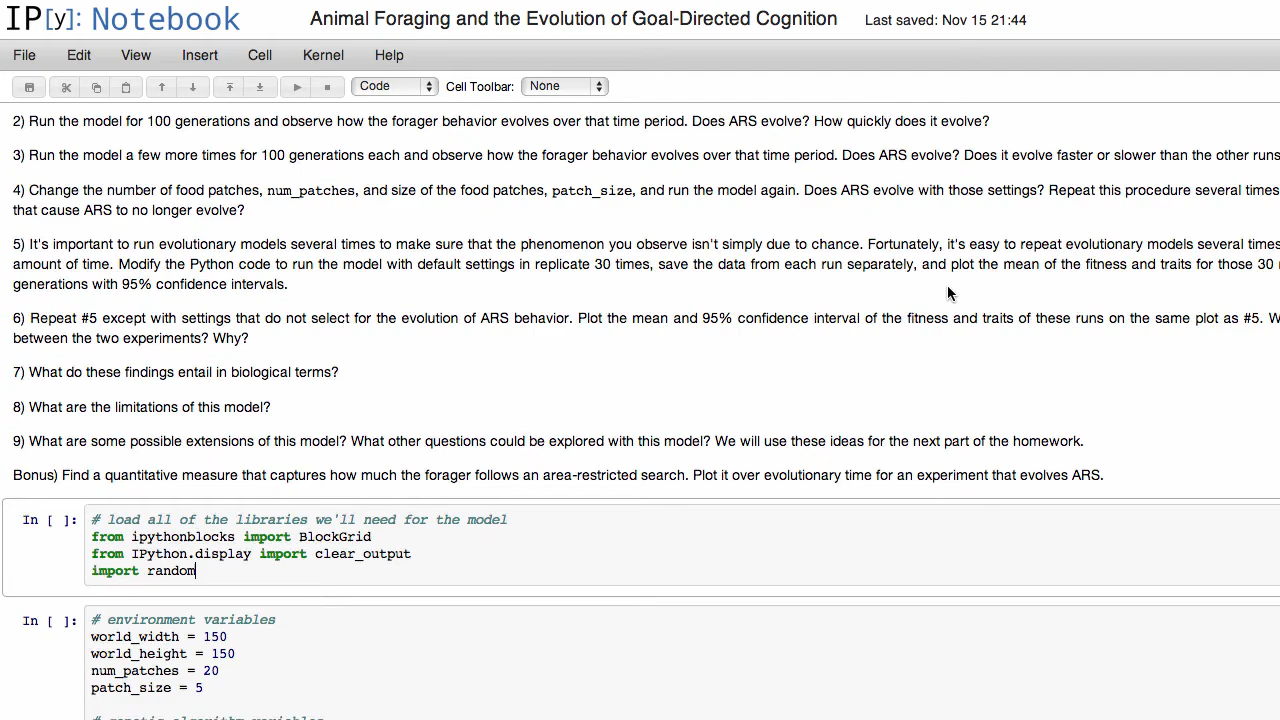 IP[y]: Notebook
Animal Foraging and the Evolution of Goal-Directed Cognition
Last saved: Nov 15 21:44
File Edit View Insert Cell Kernel Help
Code
Cell Toolbar:
None
2) Run the model for 100 generations and observe how the forager behavior evolves over that time period. Does ARS evolve? How quickly does it evolve?
3) Run the model a few more times for 100 generations each and observe how the forager behavior evolves over that time period. Does ARS evolve? Does it evolve faster or slower than the other runs
4) Change the number of food patches, num_patches, and size of the food patches, patch_size, and run the model again. Does ARS evolve with those settings? Repeat this procedure several times
that cause ARS to no longer evolve?
5) It's important to run evolutionary models several times to make sure that the phenomenon you observe isn't simply due to chance. Fortunately, it's easy to repeat evolutionary models several times
amount of time. Modify the Python code to run the model with default settings in replicate 30 times, save the data from each run separately, and plot the mean of the fitness and traits for those 30
generations with 95% confidence intervals.
6) Repeat #5 except with settings that do not select for the evolution of ARS behavior. Plot the mean and 95% confidence interval of the fitness and traits of these runs on the same plot as #5. W
between the two experiments? Why?
7) What do these findings entail in biological terms?
8) What are the limitations of this model?
9) What are some possible extensions of this model? What other questions could be explored with this model? We will use these ideas for the next part of the homework.
Bonus) Find a quantitative measure that captures how much the forager follows an area-restricted search. Plot it over evolutionary time for an experiment that evolves ARS.
In [ ]:
# load all of the libraries we'll need for the model
from ipythonblocks import BlockGrid
from IPython.display import clear_output
import random
In [ ]:
# environment variables
world_width = 150
world_height = 150
num_patches = 20
patch_size = 5
# genetic algorithm variables